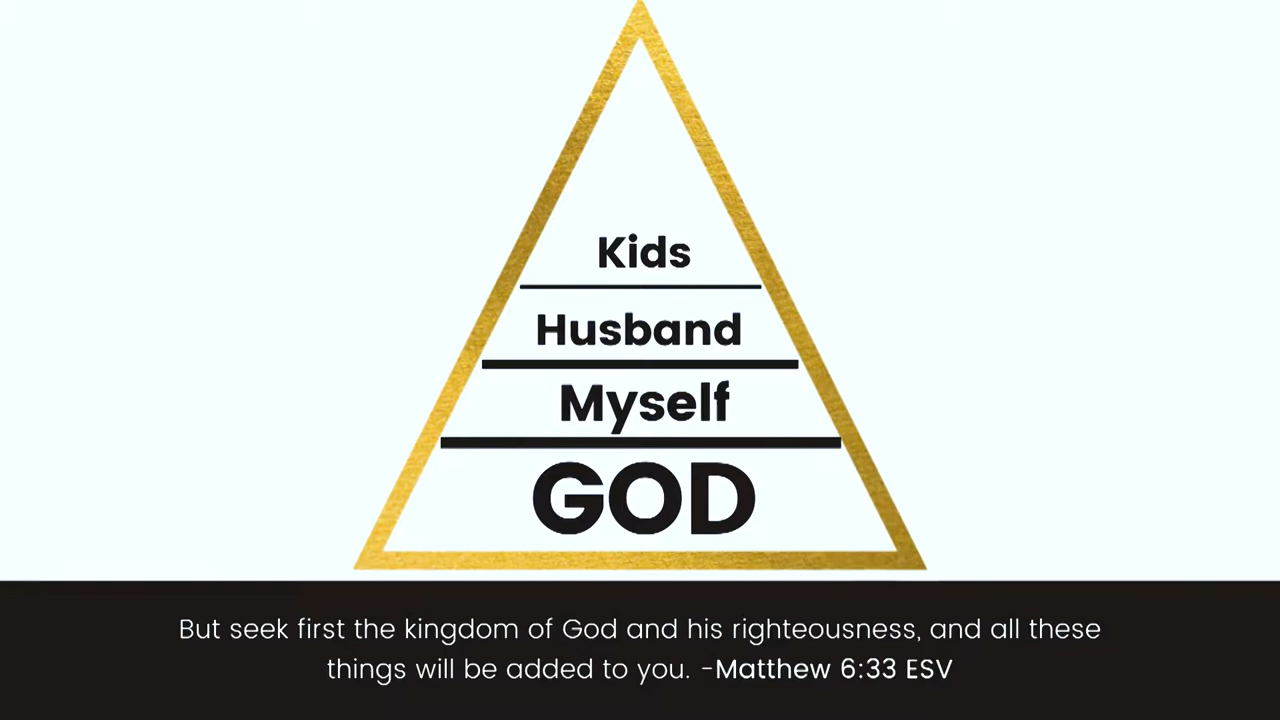 Kids
Husband
Myself
GOD
But seek first the kingdom of God and his righteousness, and all these
things will be added to you. -Matthew 6:33 ESV